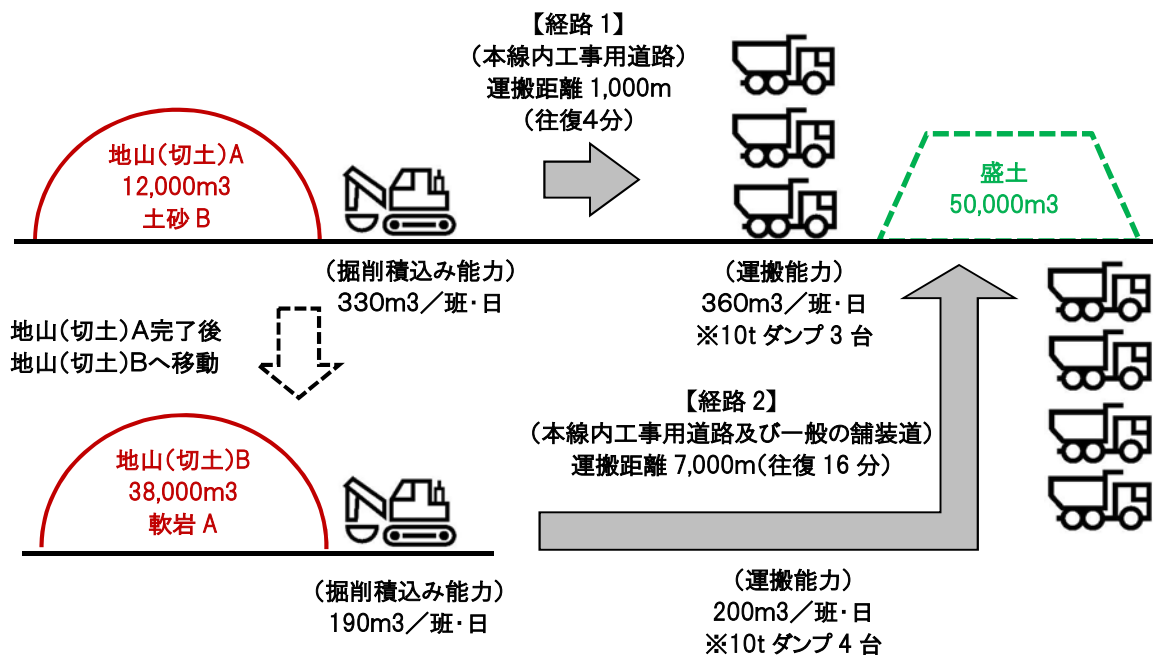 【経路 1】
(本線内工事用道路)
運搬距離 1,000m
(往復4分)
地山(切土)A
12,000m3
土砂 B
盛土
50,000m3
(掘削積込み能力)
330m3/班・日
(運搬能力)
360m3/班・日
※10t ダンプ 3 台
地山(切土)A完了後
地山(切土)Bへ移動
【経路 2】
(本線内工事用道路及び一般の舗装道)
運搬距離 7,000m(往復 16 分)
地山(切土)B
38,000m3
軟岩 A
(掘削積込み能力)
190m3/班・日
(運搬能力)
200m3/班・日
※10t ダンプ 4 台